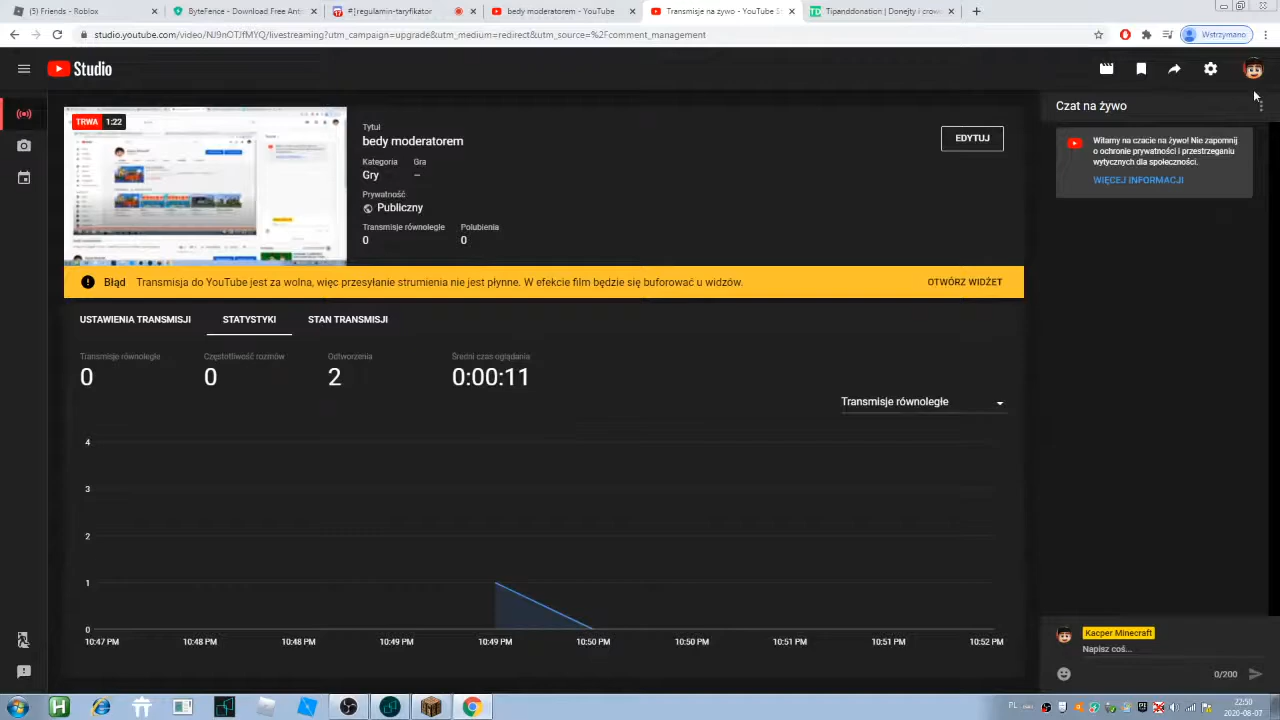 (5) Friends - Roblox
ByteFence - Download Free Anti
#regulamin-taryfikator
bedy moderatorem - YouTube
Transmisje na żywo - YouTube S
Tipanddonation | Donejty i crowd
studio.youtube.com/video/NJ9nOTJfMYQ/livestreaming?utm_campaign=upgrade&utm_medium=redirect&utm_source=%2Fcomment_management
Wstrzymano
Studio
TRWA 1:22
Tytuł
bedy moderatorem
Kategoria Gra
Gry –
Prywatność
Publiczny
Transmisje równoległe Polubienia
0 0
EDYTUJ
Czat na żywo
Witamy na czacie na żywo! Nie zapomnij
o ochronie prywatności i przestrzeganiu
wytycznych dla społeczności.
WIĘCEJ INFORMACJI
Błąd Transmisja do YouTube jest za wolna, więc przesyłanie strumienia nie jest płynne. W efekcie film będzie się buforować u widzów.
OTWÓRZ WIDŻET
USTAWIENIA TRANSMISJI STATYSTYKI STAN TRANSMISJI
Transmisje równoległe Częstotliwość rozmów Odtworzenia Średni czas oglądania
0 0 2 0:00:11
Transmisje równoległe
4
3
2
1
0
10:47 PM 10:48 PM 10:48 PM 10:49 PM 10:49 PM 10:50 PM 10:50 PM 10:51 PM 10:51 PM 10:52 PM
Kacper Minecraft
Napisz coś...
0/200
PL
22:50
2020-08-07